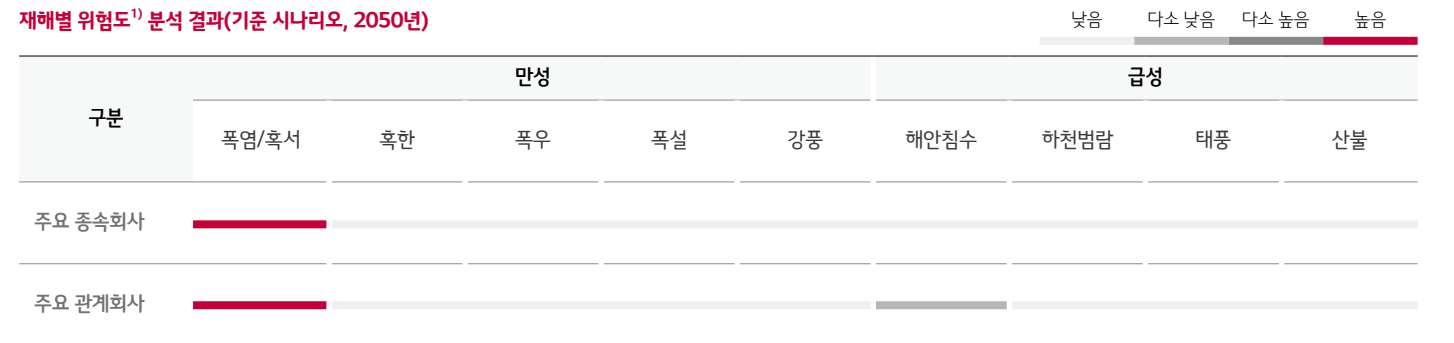 재해별 위험도1) 분석 결과(기준 시나리오, 2050년)
낮음 다소 낮음 다소 높음 높음
구분 만성 급성
폭염/혹서 혹한 폭우 폭설 강풍 해안침수 하천범람 태풍 산불
주요 종속회사
주요 관계회사